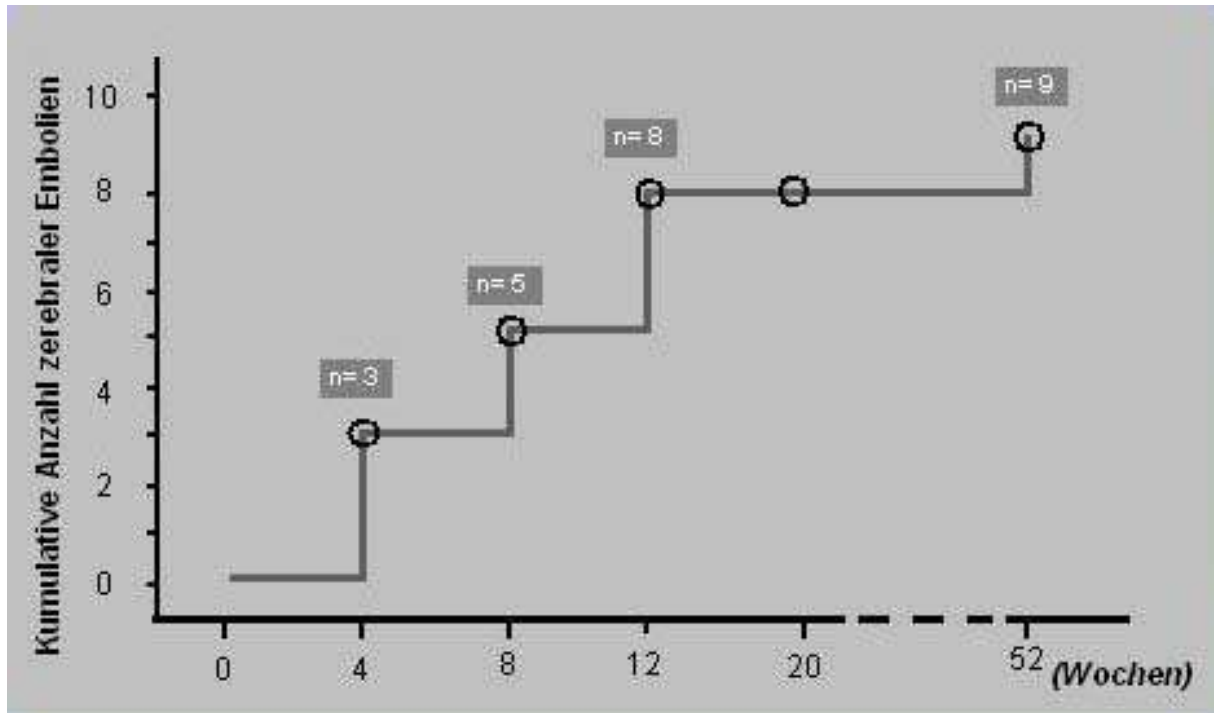 Kumulative Anzahl zerebraler Embolien
10
8
6
4
2
0
n= 3
n= 5
n= 8
n= 9
0 4 8 12 20 52 (Wochen)